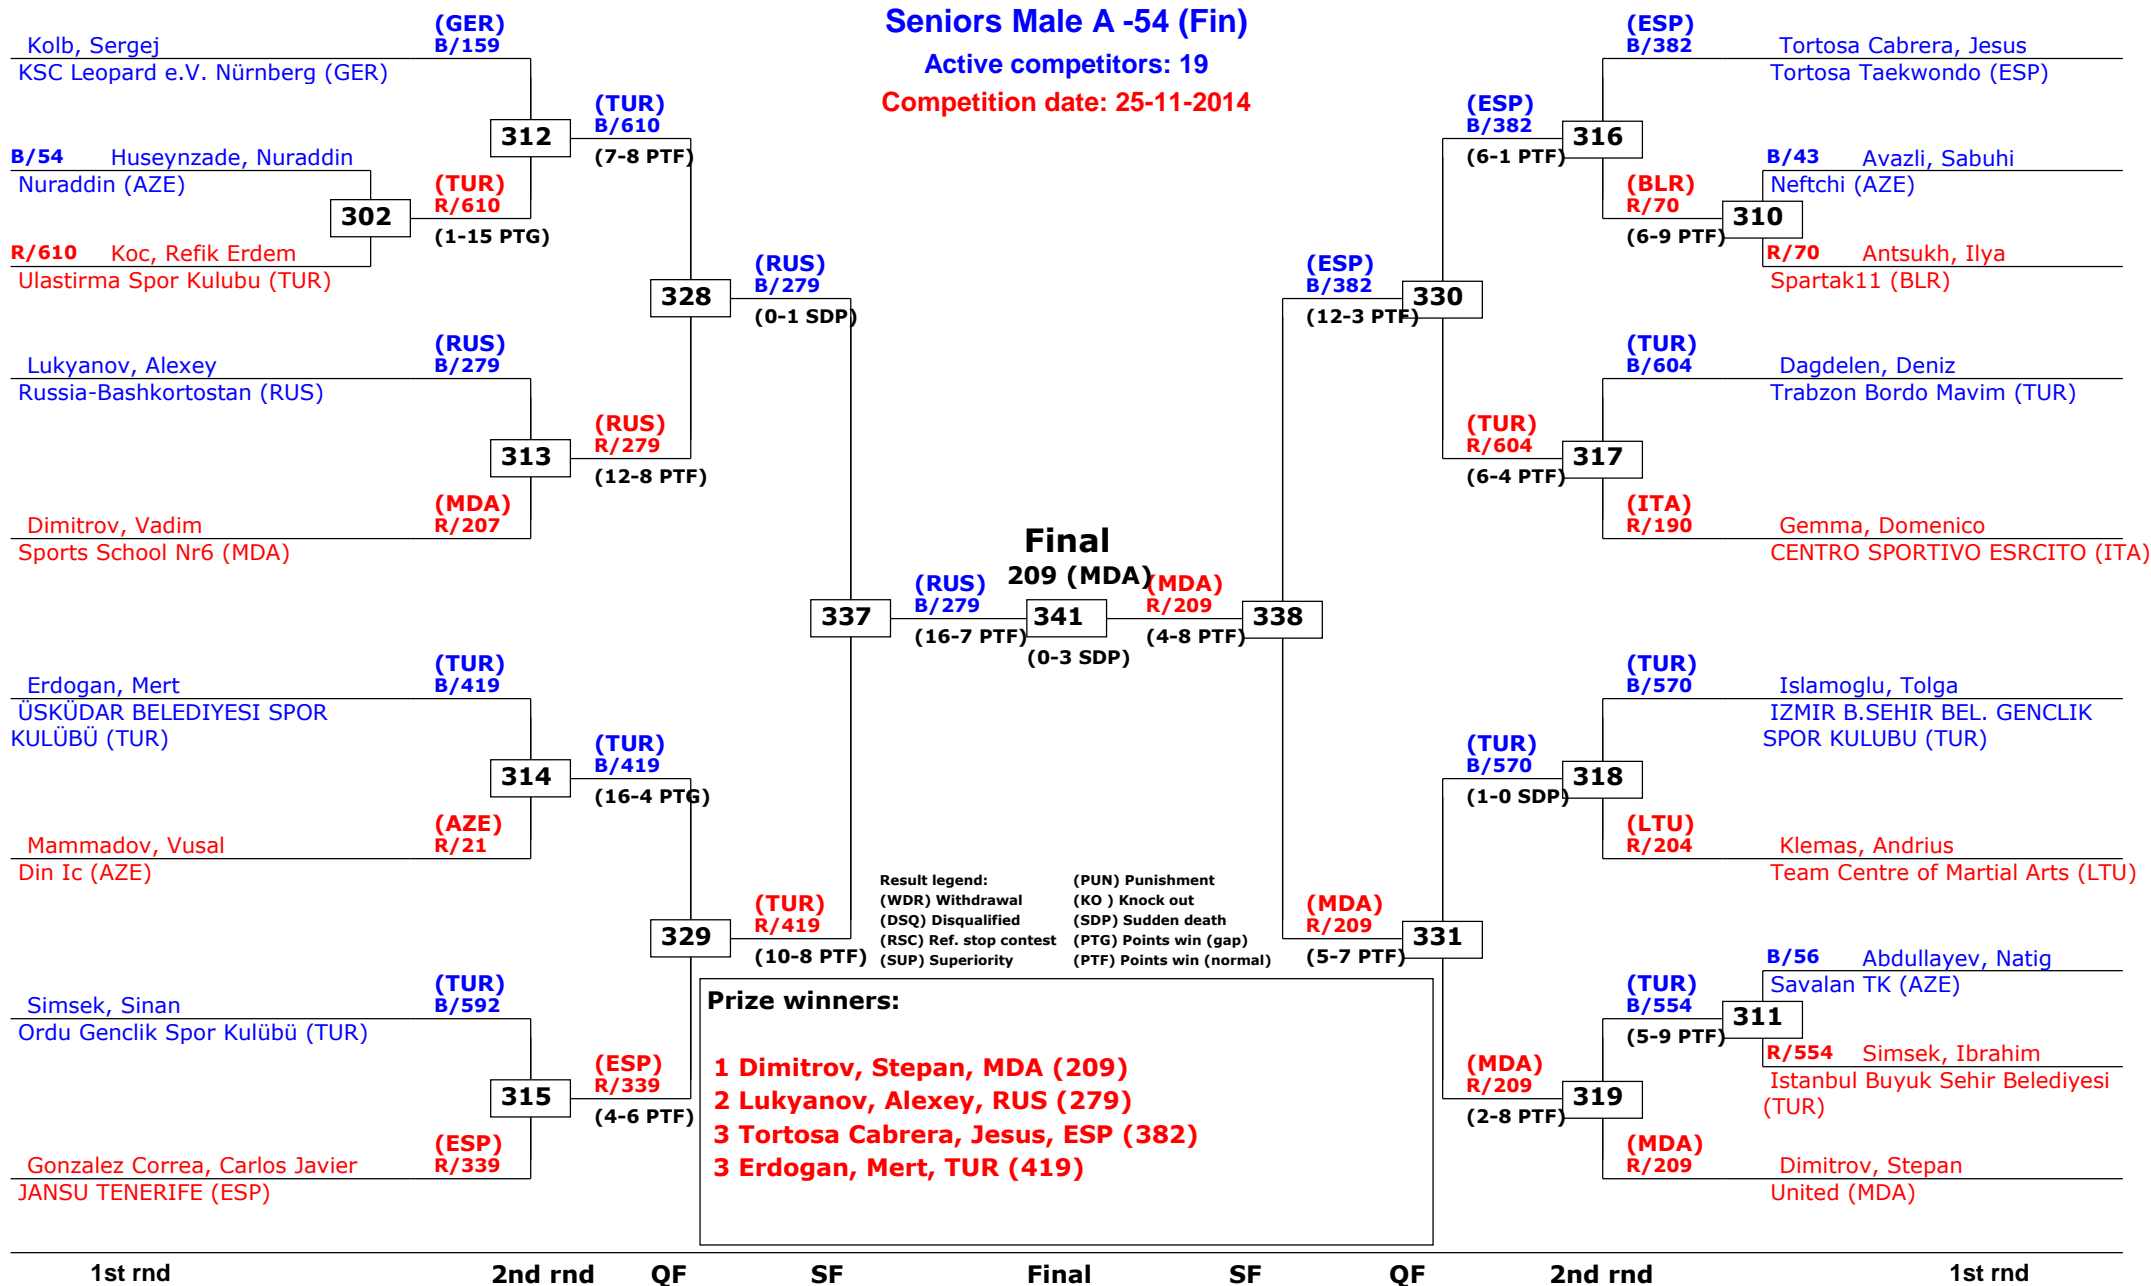 Seniors Male A -54 (Fin)
Active competitors: 19
Competition date: 25-11-2014
(GER)
B/159
Kolb, Sergej
KSC Leopard e.V. Nürnberg (GER)
312
(TUR)
B/610
(7-8 PTF)
B/54 Huseynzade, Nuraddin
Nuraddin (AZE)
302
(TUR)
R/610
(1-15 PTG)
R/610 Koc, Refik Erdem
Ulastirma Spor Kulubu (TUR)
328
(RUS)
B/279
(0-1 SDP)
(RUS)
B/279
Lukyanov, Alexey
Russia-Bashkortostan (RUS)
313
(RUS)
R/279
(12-8 PTF)
(MDA)
R/207
Dimitrov, Vadim
Sports School Nr6 (MDA)
337
(RUS)
B/279
(16-7 PTF)
Final
209 (MDA)
341
(0-3 SDP)
(MDA)
R/209
(4-8 PTF)
338
(TUR)
B/419
Erdogan, Mert
ÜSKÜDAR BELEDIYESI SPOR
KULÜBÜ (TUR)
314
(TUR)
B/419
(16-4 PTG)
(AZE)
R/21
Mammadov, Vusal
Din Ic (AZE)
329
(TUR)
R/419
(10-8 PTF)
(TUR)
B/592
Simsek, Sinan
Ordu Genclik Spor Kulübü (TUR)
315
(ESP)
R/339
(4-6 PTF)
(ESP)
R/339
Gonzalez Correa, Carlos Javier
JANSU TENERIFE (ESP)
(ESP)
B/382
Tortosa Cabrera, Jesus
Tortosa Taekwondo (ESP)
(ESP)
B/382
(6-1 PTF)
316
B/43 Avazli, Sabuhi
Neftchi (AZE)
(BLR)
R/70
(6-9 PTF)
310
R/70 Antsukh, Ilya
Spartak11 (BLR)
(ESP)
B/382
(12-3 PTF)
330
(TUR)
B/604
Dagdelen, Deniz
Trabzon Bordo Mavim (TUR)
(TUR)
R/604
(6-4 PTF)
317
(ITA)
R/190
Gemma, Domenico
CENTRO SPORTIVO ESRCITO (ITA)
(TUR)
B/570
Islamoglu, Tolga
IZMIR B.SEHIR BEL. GENCLIK
SPOR KULUBU (TUR)
(TUR)
B/570
(1-0 SDP)
318
(LTU)
R/204
Klemas, Andrius
Team Centre of Martial Arts (LTU)
(MDA)
R/209
(5-7 PTF)
331
B/56 Abdullayev, Natig
Savalan TK (AZE)
(TUR)
B/554
(5-9 PTF)
311
R/554 Simsek, Ibrahim
Istanbul Buyuk Sehir Belediyesi
(TUR)
(MDA)
R/209
(2-8 PTF)
319
(MDA)
R/209
Dimitrov, Stepan
United (MDA)
Result legend: (PUN) Punishment
(WDR) Withdrawal (KO ) Knock out
(DSQ) Disqualified (SDP) Sudden death
(RSC) Ref. stop contest (PTG) Points win (gap)
(SUP) Superiority (PTF) Points win (normal)
Prize winners:
1 Dimitrov, Stepan, MDA (209)
2 Lukyanov, Alexey, RUS (279)
3 Tortosa Cabrera, Jesus, ESP (382)
3 Erdogan, Mert, TUR (419)
1st rnd 2nd rnd QF SF Final SF QF 2nd rnd 1st rnd